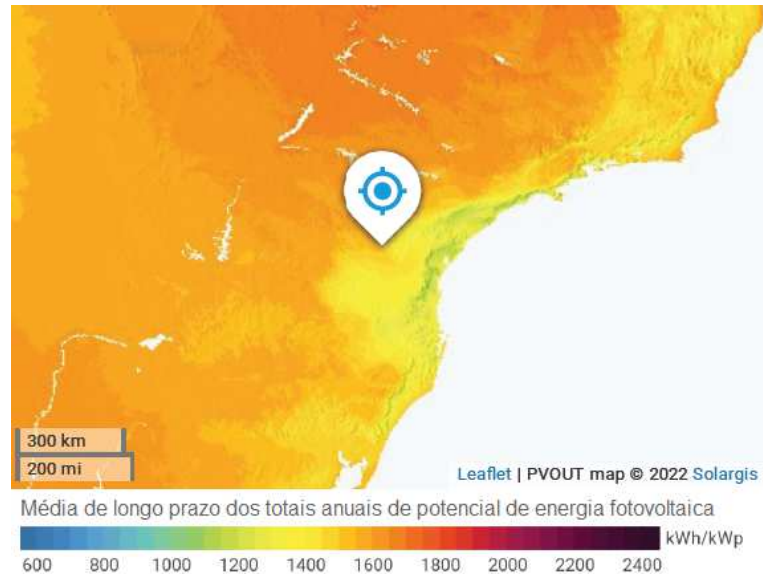 300 km
200 mi
Leaflet | PVOUT map © 2022 Solargis
Média de longo prazo dos totais anuais de potencial de energia fotovoltaica
kWh/kWp
600 800 1000 1200 1400 1600 1800 2000 2200 2400